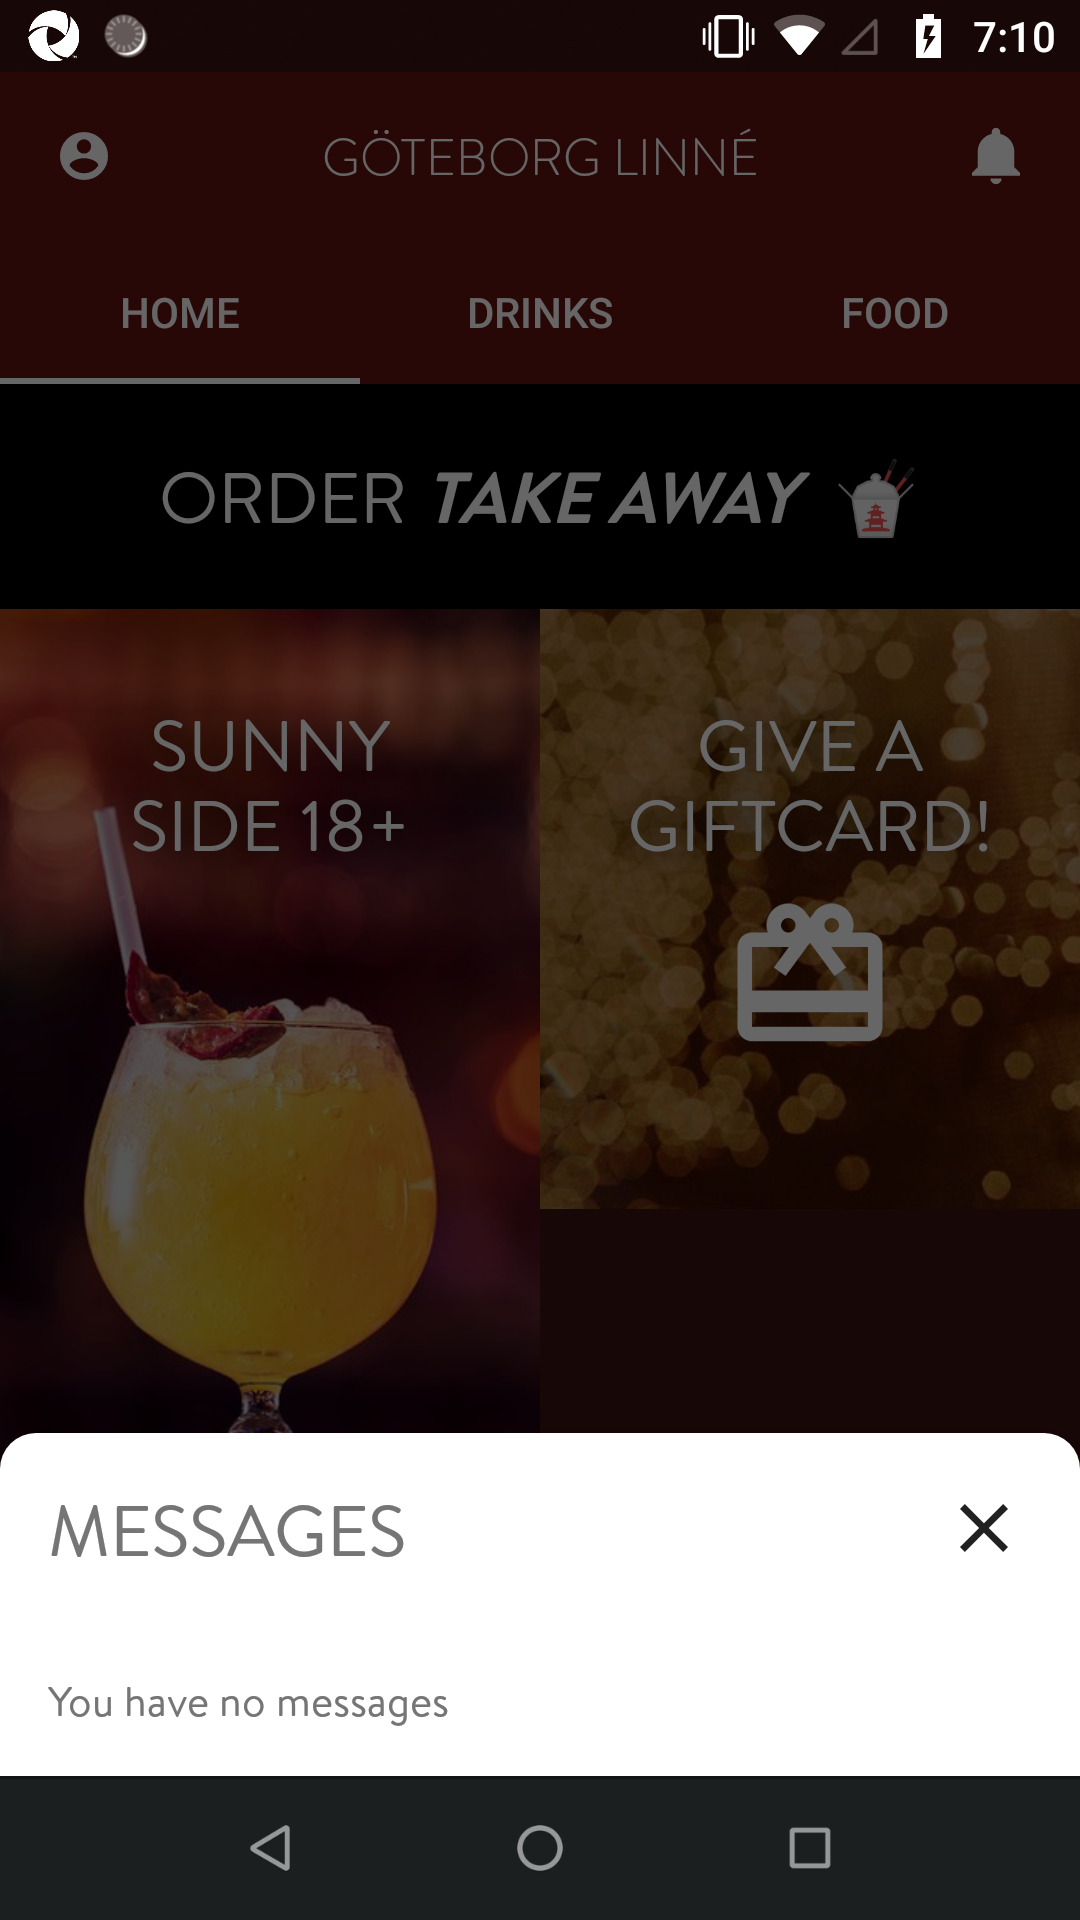 7:10
GÖTEBORG LINNÉ
HOME DRINKS FOOD
ORDER TAKE AWAY
SUNNY
SIDE 18+
GIVE A
GIFTCARD!
MESSAGES
You have no messages